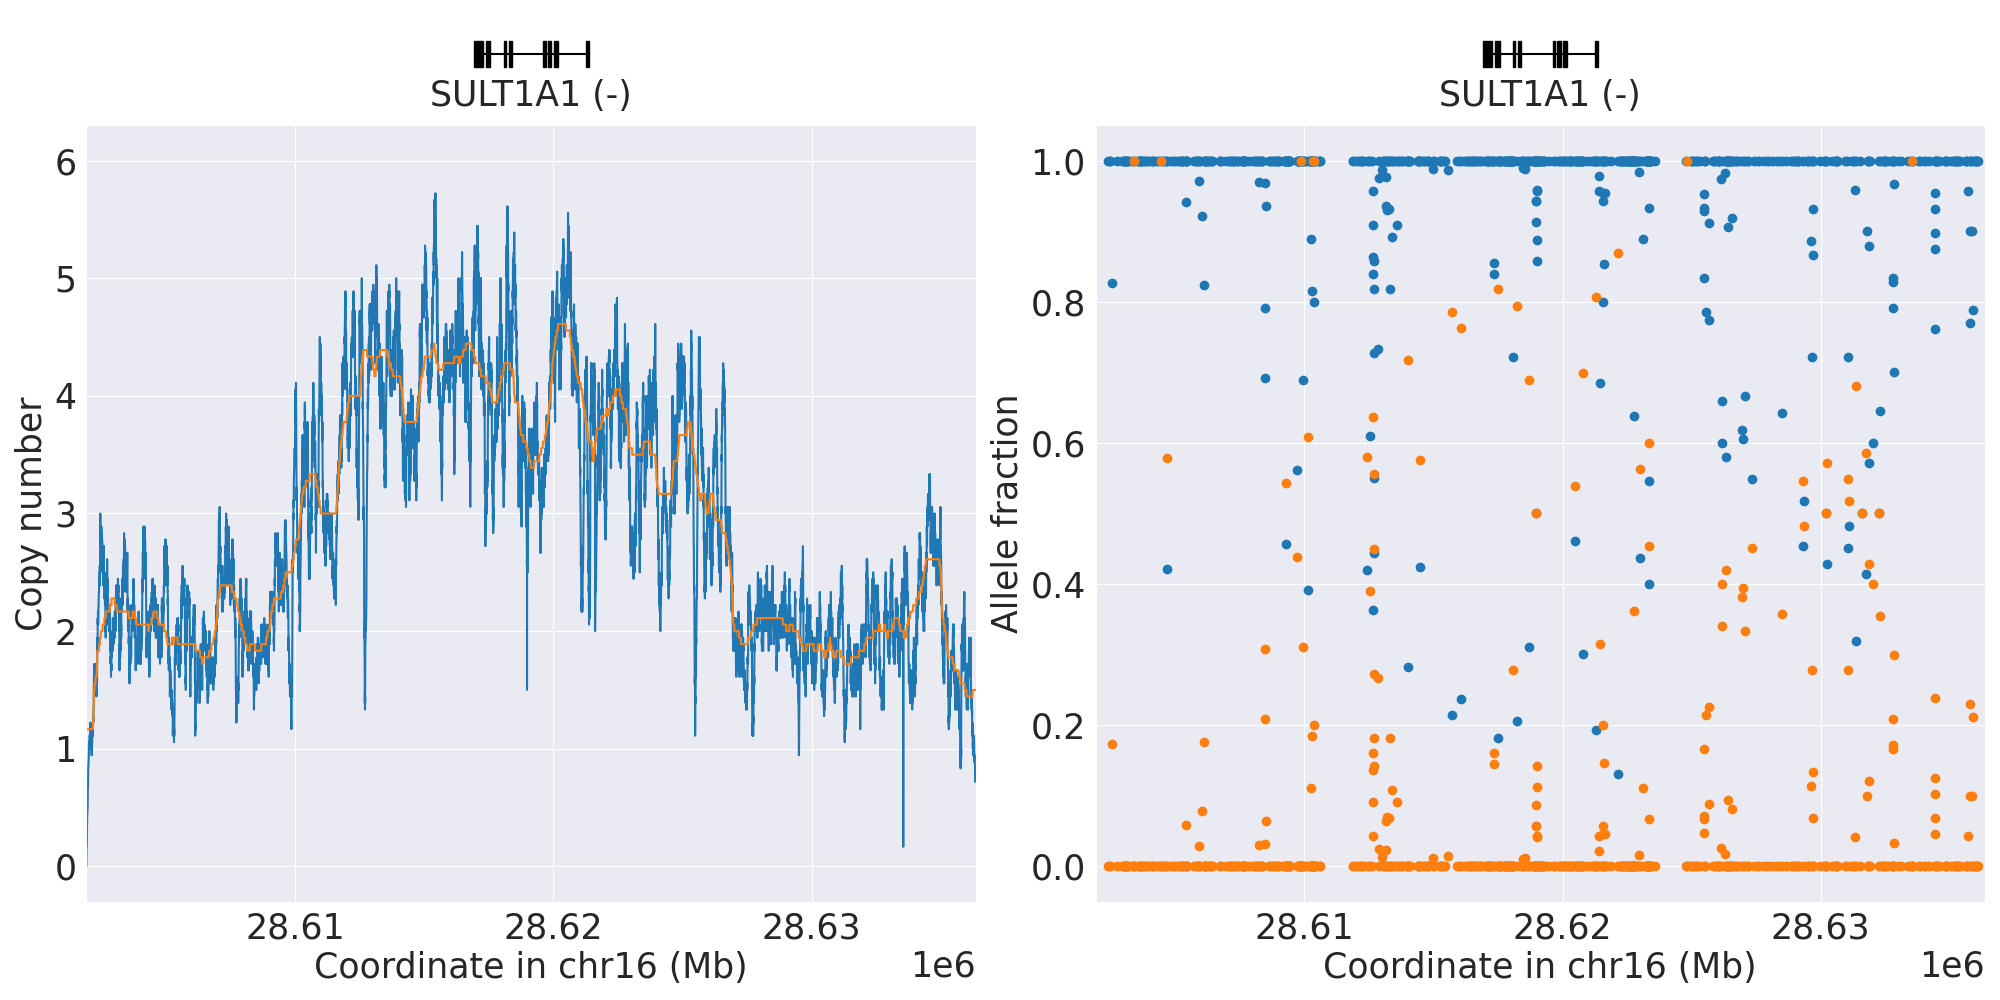 SULT1A1 (-)
6
5
4
3
2
1
0
Copy number
28.61
28.62
28.63
Coordinate in chr16 (Mb)
1e6
SULT1A1 (-)
1.0
0.8
0.6
0.4
0.2
0.0
Allele fraction
28.61
28.62
28.63
Coordinate in chr16 (Mb)
1e6